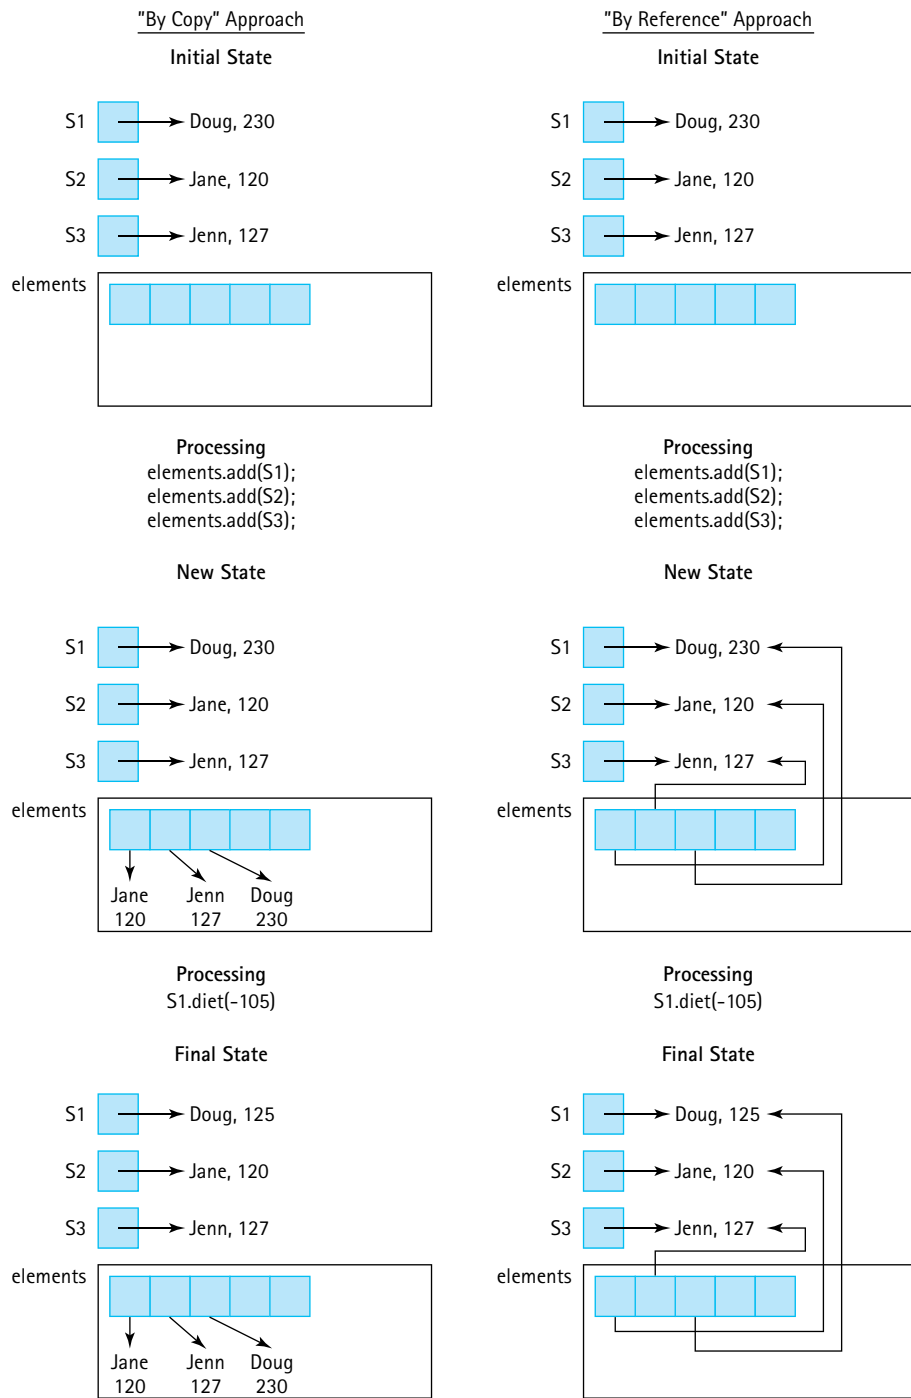 "By Copy" Approach
Initial State
S1 Doug, 230
S2 Jane, 120
S3 Jenn, 127
elements
Processing
elements.add(S1);
elements.add(S2);
elements.add(S3);
New State
S1 Doug, 230
S2 Jane, 120
S3 Jenn, 127
elements
Jane Jenn Doug
120 127 230
Processing
S1.diet(-105)
Final State
S1 Doug, 125
S2 Jane, 120
S3 Jenn, 127
elements
Jane Jenn Doug
120 127 230
"By Reference" Approach
Initial State
S1 Doug, 230
S2 Jane, 120
S3 Jenn, 127
elements
Processing
elements.add(S1);
elements.add(S2);
elements.add(S3);
New State
S1 Doug, 230
S2 Jane, 120
S3 Jenn, 127
elements
Processing
S1.diet(-105)
Final State
S1 Doug, 125
S2 Jane, 120
S3 Jenn, 127
elements